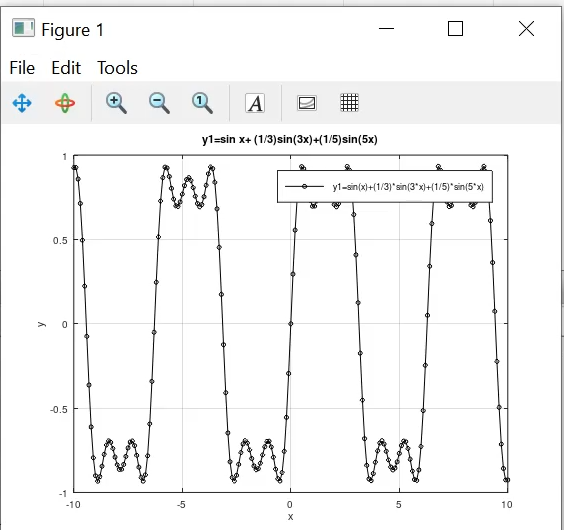 Figure 1
File Edit Tools
1 A
y1=sin x+ (1/3)sin(3x)+(1/5)sin(5x)
1
y1=sin(x)+(1/3)*sin(3*x)+(1/5)*sin(5*x)
0.5
y
0
-0.5
-1
-10 -5 0 5 10
x